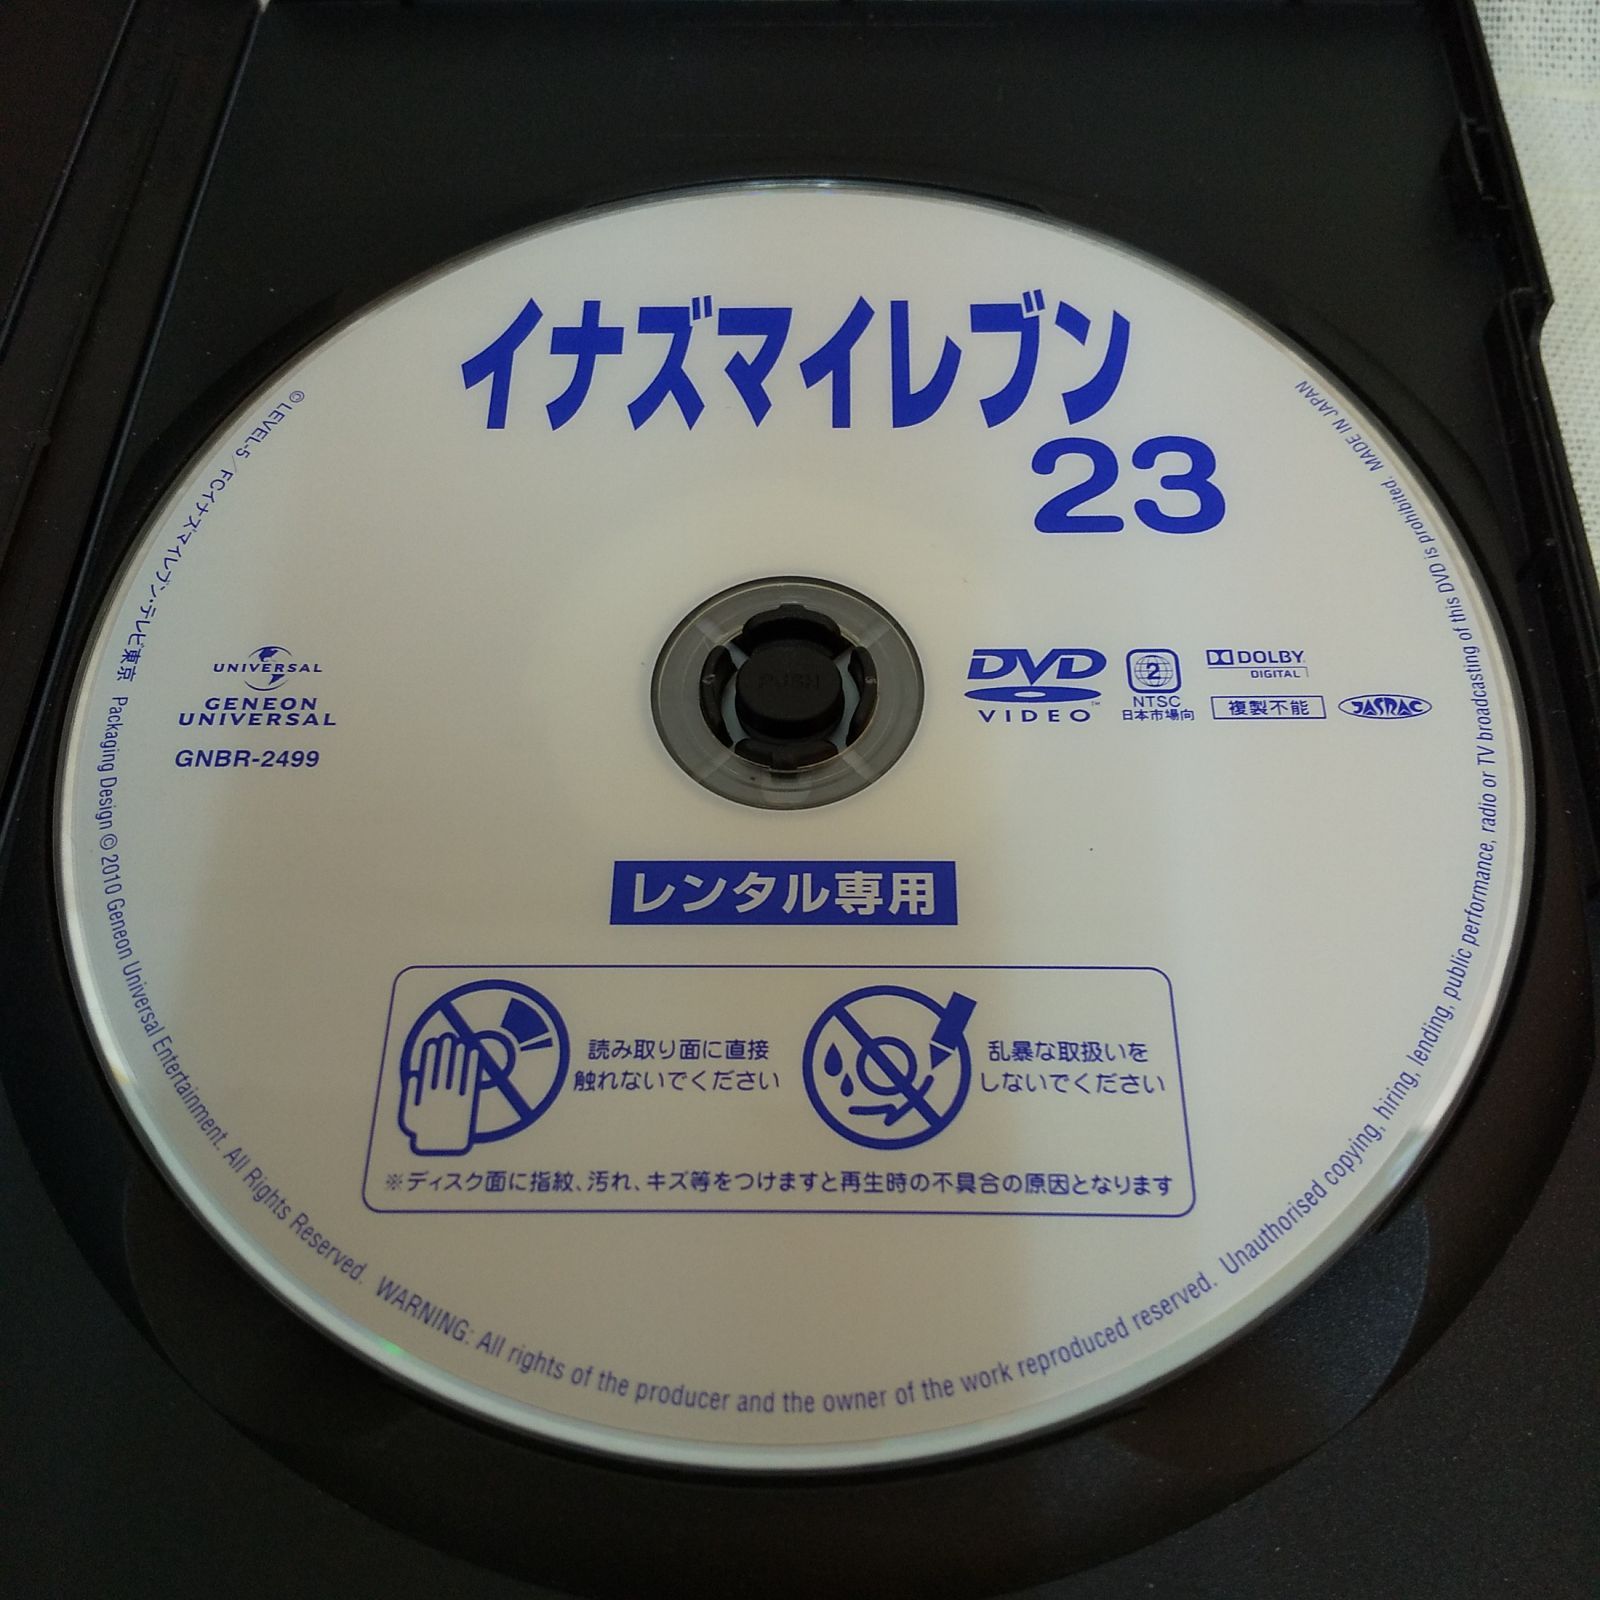 イナズマイレブン
23
© LEVEL-5／FCイナズマイレブン・テレビ東京 Packaging Design © 2010 Geneon Universal Entertainment. All Rights Reserved. WARNING: All rights of the producer and the owner of the work reproduced reserved. Unauthorised copying, hiring, lending, public performance, radio or TV broadcasting of this DVD is prohibited. MADE IN JAPAN
UNIVERSAL
GENEON
UNIVERSAL
GNBR-2499
PUSH
DVD
VIDEO
TM
2
NTSC
日本市場向
DOLBY
DIGITAL
複製不能
JASRAC
レンタル専用
読み取り面に直接
触れないでください
乱暴な取扱いを
しないでください
※ディスク面に指紋、汚れ、キズ等をつけますと再生時の不具合の原因となります